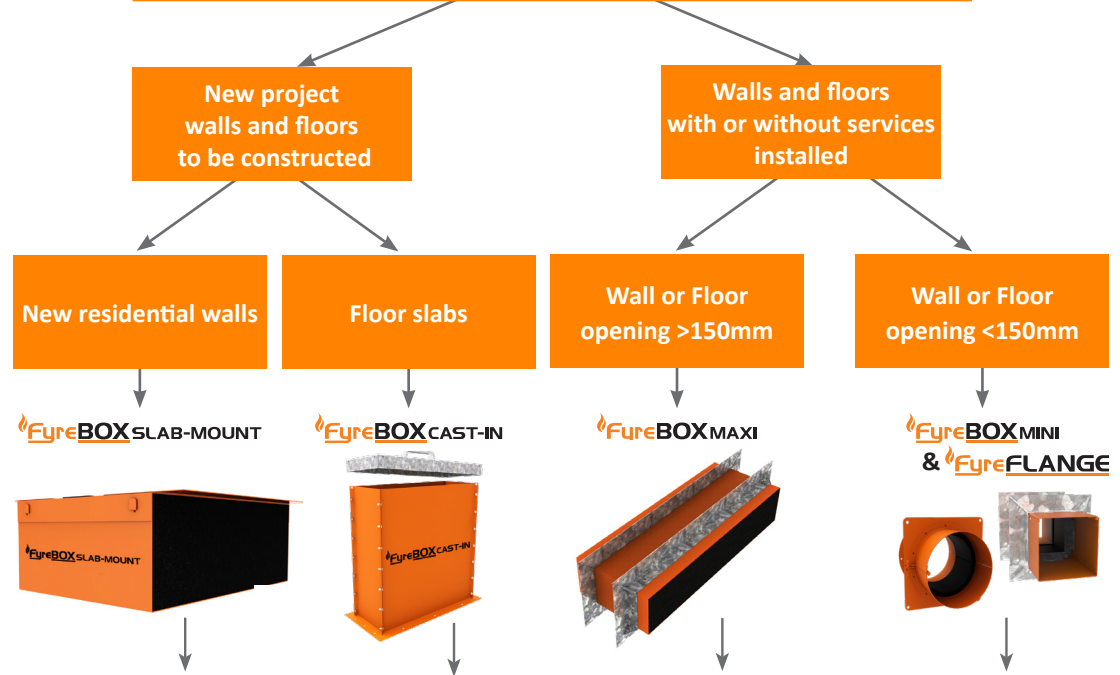 New project
walls and floors
to be constructed
Walls and floors
with or without services
installed
New residential walls
Floor slabs
Wall or Floor
opening >150mm
Wall or Floor
opening <150mm
FyreBOX SLAB-MOUNT
FyreBOX CAST-IN
FyreBOX MAXI
FyreBOX MINI
& FyreFLANGE
FyreBOX SLAB-MOUNT
FyreBOX CAST-IN